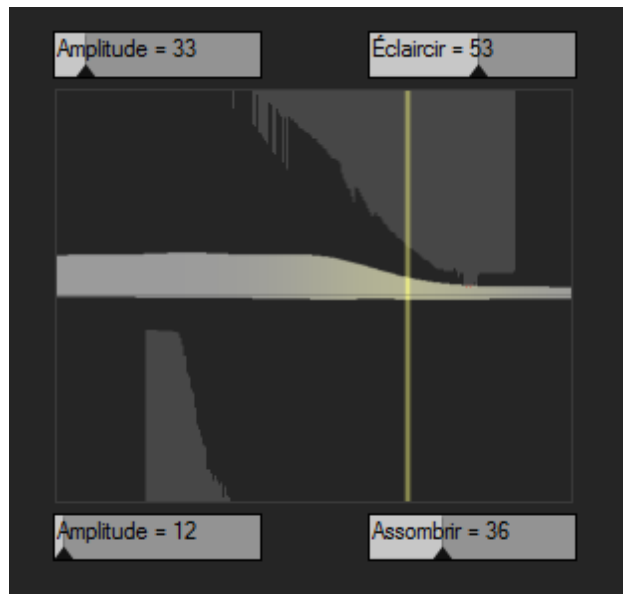 Amplitude = 33
Éclaircir = 53
Amplitude = 12
Assombrir = 36